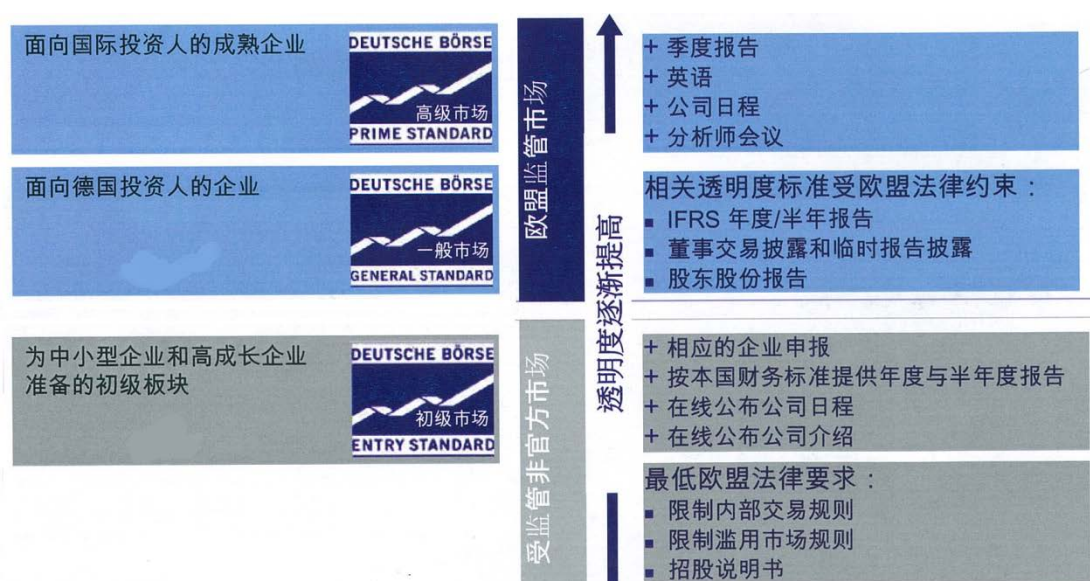 面向国际投资人的成熟企业
DEUTSCHE BÖRSE
高级市场
PRIME STANDARD
面向德国投资人的企业
DEUTSCHE BÖRSE
一般市场
GENERAL STANDARD
为中小型企业和高成长企业
准备的初级板块
DEUTSCHE BÖRSE
初级市场
ENTRY STANDARD
欧盟监管市场
受监管非官方市场
透明度逐渐提高
+ 季度报告
+ 英语
+ 公司日程
+ 分析师会议
相关透明度标准受欧盟法律约束：
▪ IFRS 年度/半年报告
▪ 董事交易披露和临时报告披露
▪ 股东股份报告
+ 相应的企业申报
+ 按本国财务标准提供年度与半年度报告
+ 在线公布公司日程
+ 在线公布公司介绍
最低欧盟法律要求：
▪ 限制内部交易规则
▪ 限制滥用市场规则
▪ 招股说明书